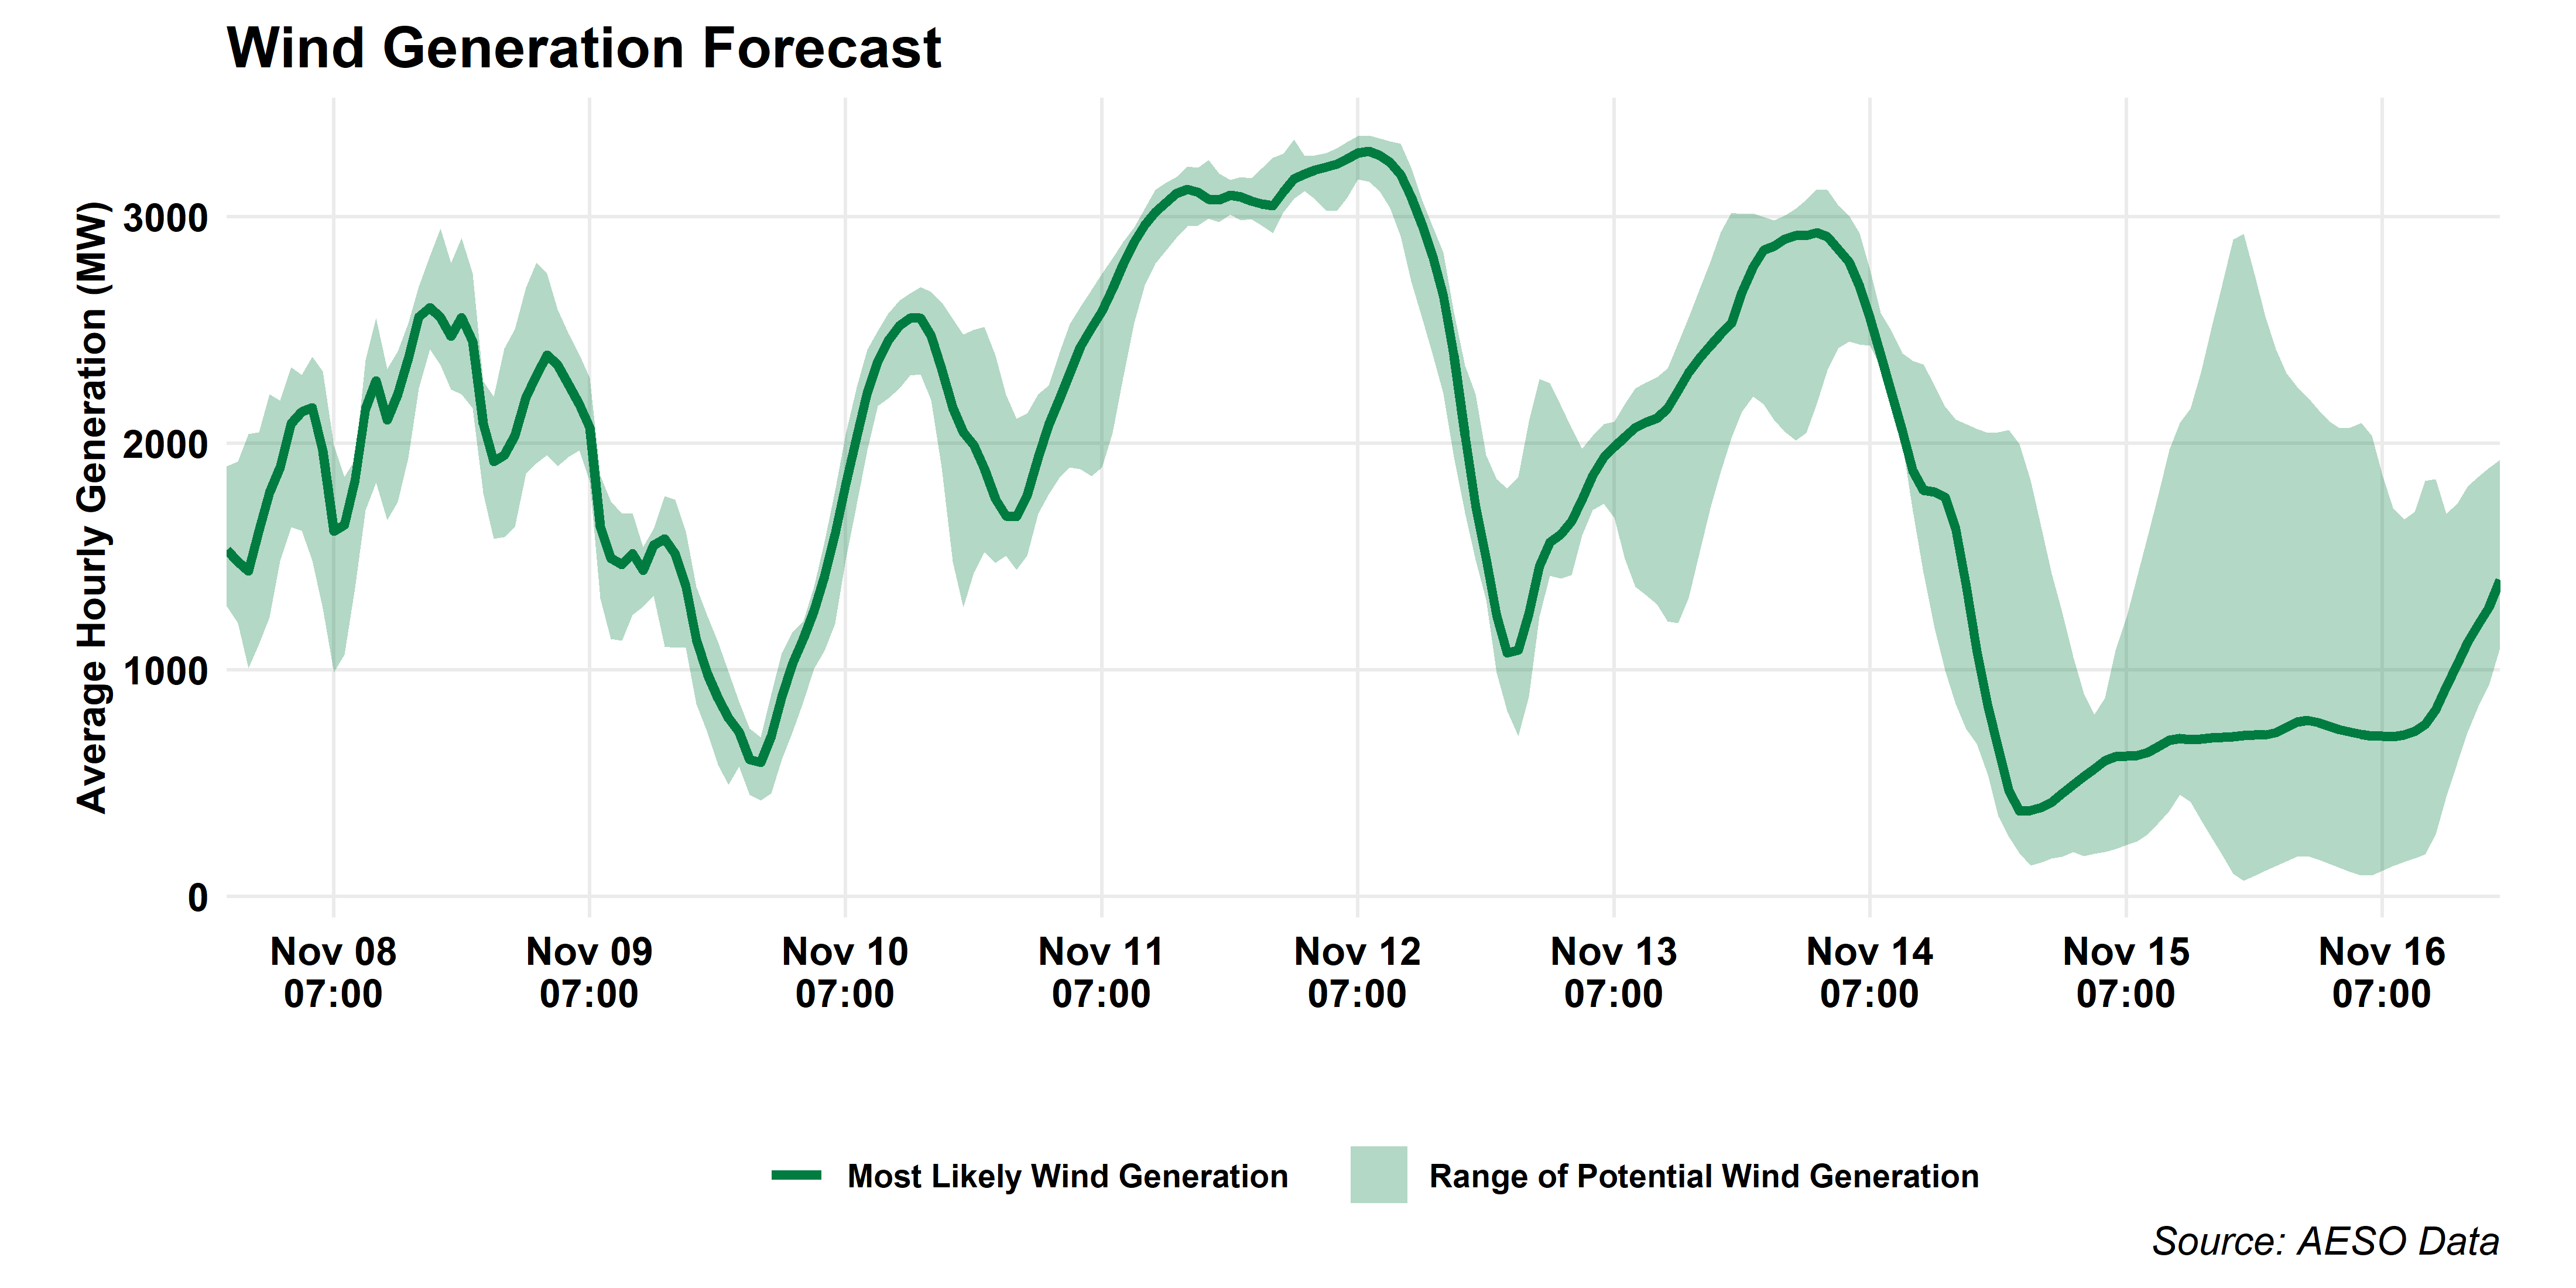 Wind Generation Forecast
Average Hourly Generation (MW)
3000
2000
1000
0
Nov 08 Nov 09 Nov 10 Nov 11 Nov 12 Nov 13 Nov 14 Nov 15 Nov 16
07:00 07:00 07:00 07:00 07:00 07:00 07:00 07:00 07:00
Most Likely Wind Generation Range of Potential Wind Generation
Source: AESO Data